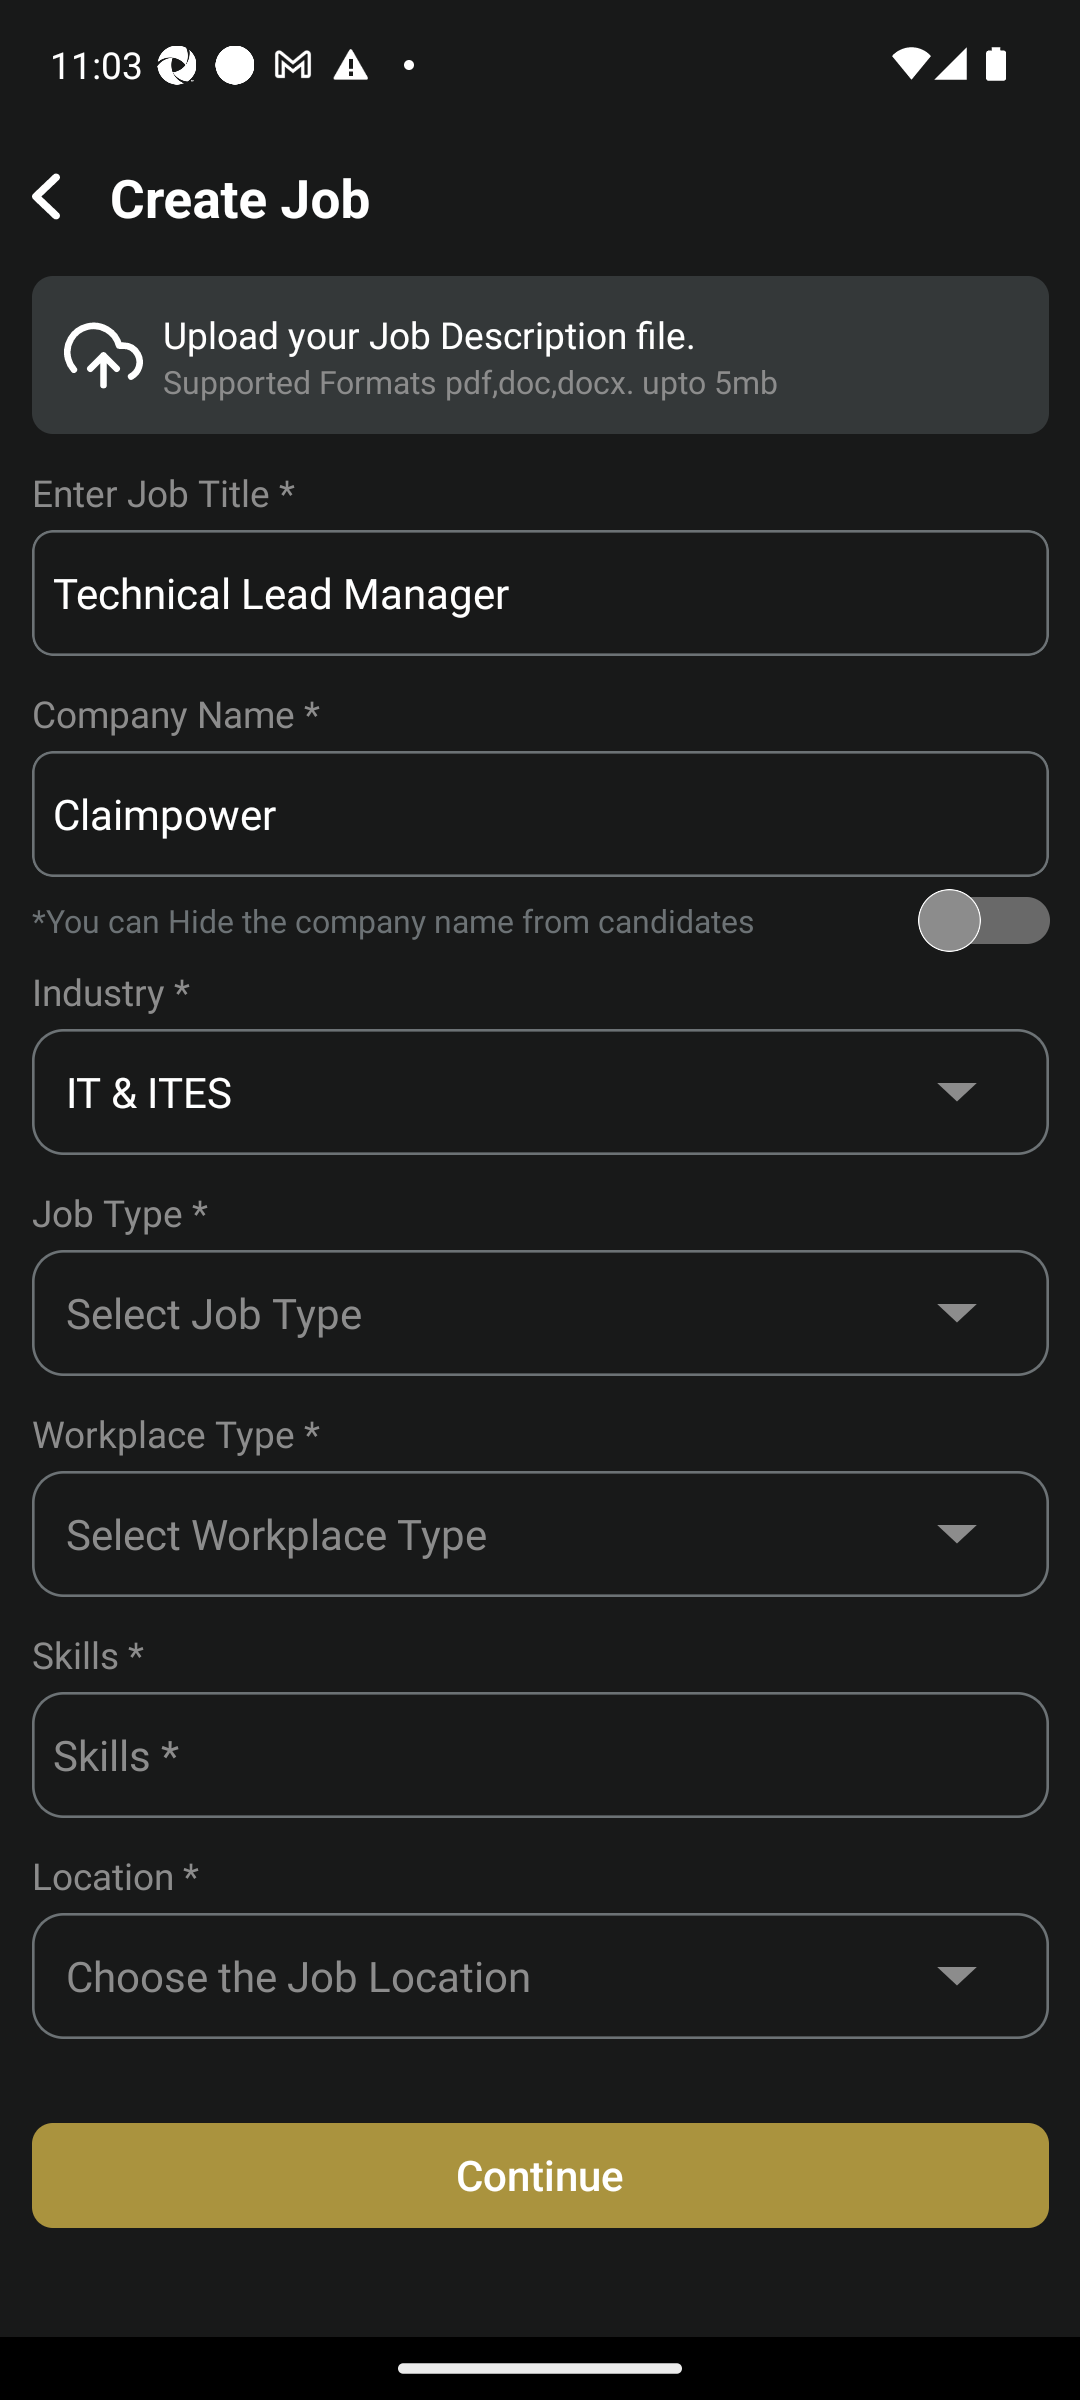 11:03
Create Job
Upload your Job Description file.
Supported Formats pdf,doc,docx. upto 5mb
Enter Job Title *
Technical Lead Manager
Company Name *
Claimpower
*You can Hide the company name from candidates
Industry *
IT & ITES
Job Type *
Select Job Type
Workplace Type *
Select Workplace Type
Skills *
Skills *
Location *
Choose the Job Location
Continue